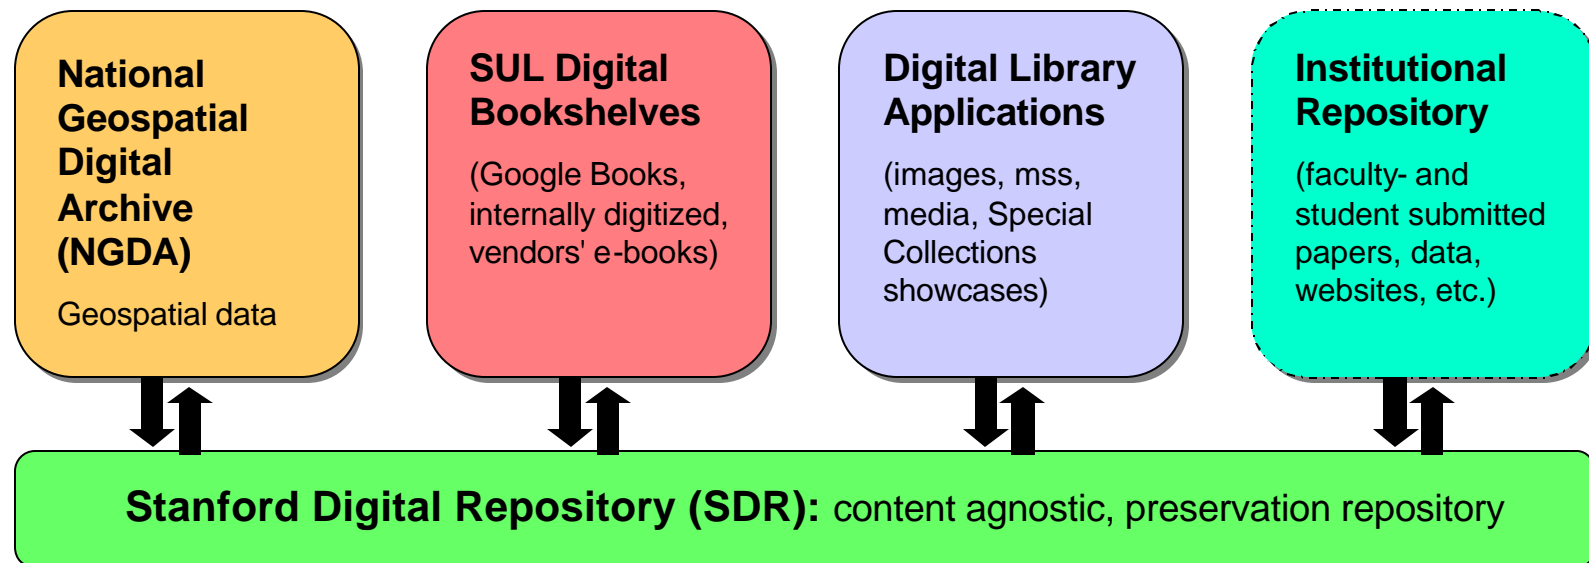 National
Geospatial
Digital
Archive
(NGDA)
Geospatial data
SUL Digital
Bookshelves
(Google Books,
internally digitized,
vendors' e-books)
Digital Library
Applications
(images, mss,
media, Special
Collections
showcases)
Institutional
Repository
(faculty- and
student submitted
papers, data,
websites, etc.)
Stanford Digital Repository (SDR): content agnostic, preservation repository